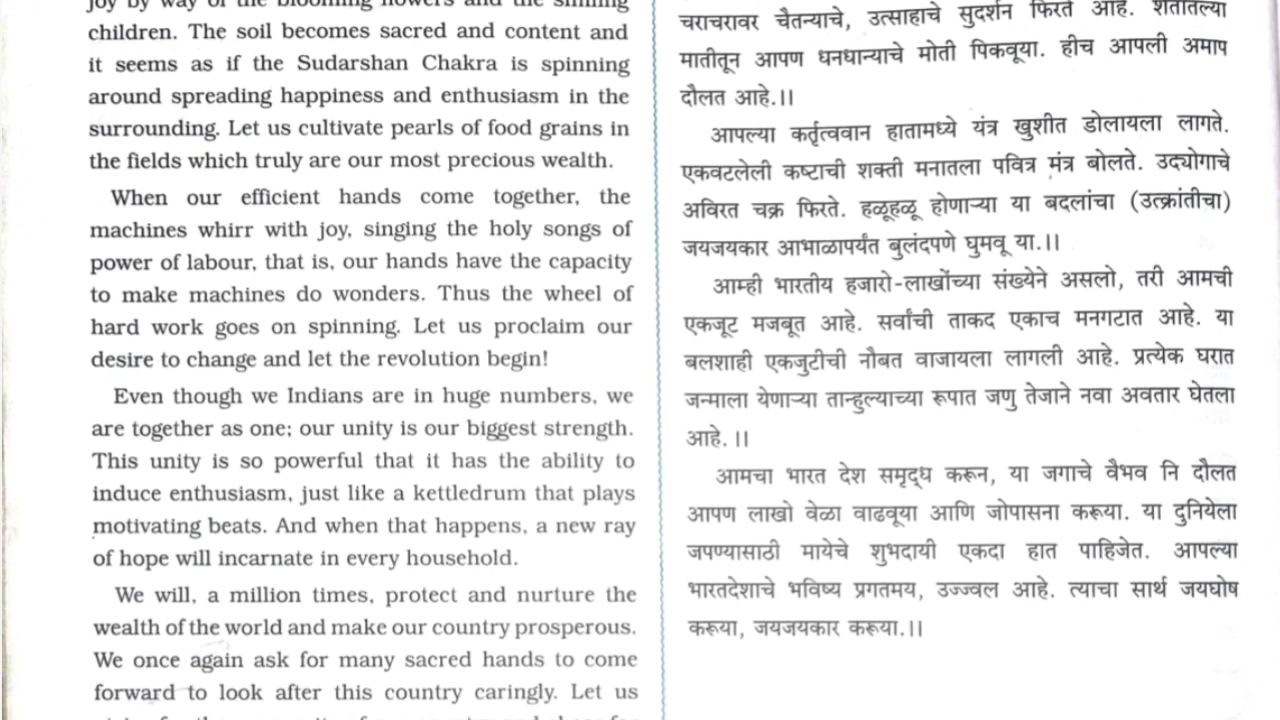 joy by way of the blooming flowers and the smiling
children. The soil becomes sacred and content and
it seems as if the Sudarshan Chakra is spinning
around spreading happiness and enthusiasm in the
surrounding. Let us cultivate pearls of food grains in
the fields which truly are our most precious wealth.
When our efficient hands come together, the
machines whirr with joy, singing the holy songs of
power of labour, that is, our hands have the capacity
to make machines do wonders. Thus the wheel of
hard work goes on spinning. Let us proclaim our
desire to change and let the revolution begin!
Even though we Indians are in huge numbers, we
are together as one; our unity is our biggest strength.
This unity is so powerful that it has the ability to
induce enthusiasm, just like a kettledrum that plays
motivating beats. And when that happens, a new ray
of hope will incarnate in every household.
We will, a million times, protect and nurture the
wealth of the world and make our country prosperous.
We once again ask for many sacred hands to come
forward to look after this country caringly. Let us
चराचरावर चैतन्याचे, उत्साहाचे सुदर्शन फिरते आहे. शेतातल्या
मातीतून आपण धनधान्याचे मोती पिकवूया. हीच आपली अमाप
दौलत आहे.।।
आपल्या कर्तृत्ववान हातामध्ये यंत्र खुशीत डोलायला लागते.
एकवटलेली कष्टाची शक्ती मनातला पवित्र मंत्र बोलते. उद्योगाचे
अविरत चक्र फिरते. हळूहळू होणाऱ्या या बदलांचा (उत्क्रांतीचा)
जयजयकार आभाळापर्यंत बुलंदपणे घुमवू या.।।
आम्ही भारतीय हजारो-लाखोंच्या संख्येने असलो, तरी आमची
एकजूट मजबूत आहे. सर्वांची ताकद एकाच मनगटात आहे. या
बलशाही एकजुटीची नौबत वाजायला लागली आहे. प्रत्येक घरात
जन्माला येणाऱ्या तान्हुल्याच्या रूपात जणु तेजाने नवा अवतार घेतला
आहे.।।
आमचा भारत देश समृद्ध करून, या जगाचे वैभव नि दौलत
आपण लाखो वेळा वाढवूया आणि जोपासना करूया. या दुनियेला
जपण्यासाठी मायेचे शुभदायी एकदा हात पाहिजेत. आपल्या
भारतदेशाचे भविष्य प्रगतमय, उज्ज्वल आहे. त्याचा सार्थ जयघोष
करूया, जयजयकार करूया.।।